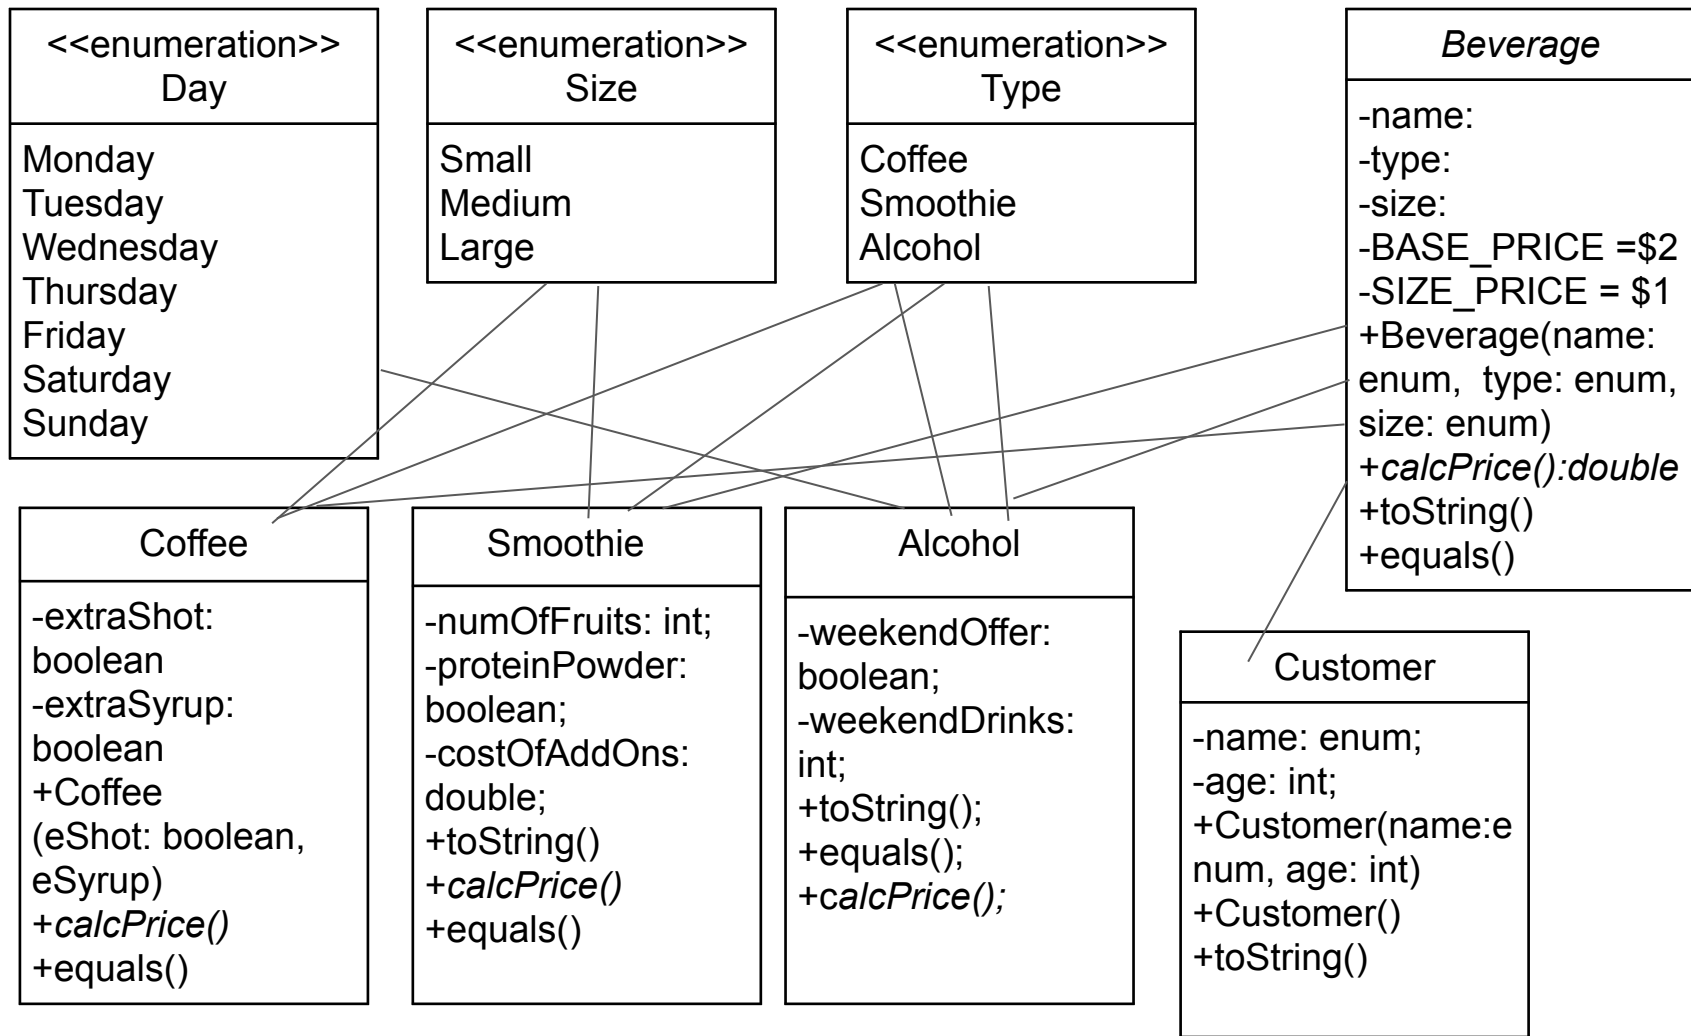 <<enumeration>>
Day
Monday
Tuesday
Wednesday
Thursday
Friday
Saturday
Sunday
<<enumeration>>
Size
Small
Medium
Large
<<enumeration>>
Type
Coffee
Smoothie
Alcohol
Beverage
-name:
-type:
-size:
-BASE_PRICE =$2
-SIZE_PRICE = $1
+Beverage(name:
enum, type: enum,
size: enum)
+calcPrice():double
+toString()
+equals()
Coffee
-extraShot:
boolean
-extraSyrup:
boolean
+Coffee
(eShot: boolean,
eSyrup)
+calcPrice()
+equals()
Smoothie
-numOfFruits: int;
-proteinPowder:
boolean;
-costOfAddOns:
double;
+toString()
+calcPrice()
+equals()
Alcohol
-weekendOffer:
boolean;
-weekendDrinks:
int;
+toString();
+equals();
+calcPrice();
Customer
-name: enum;
-age: int;
+Customer(name:e
num, age: int)
+Customer()
+toString()